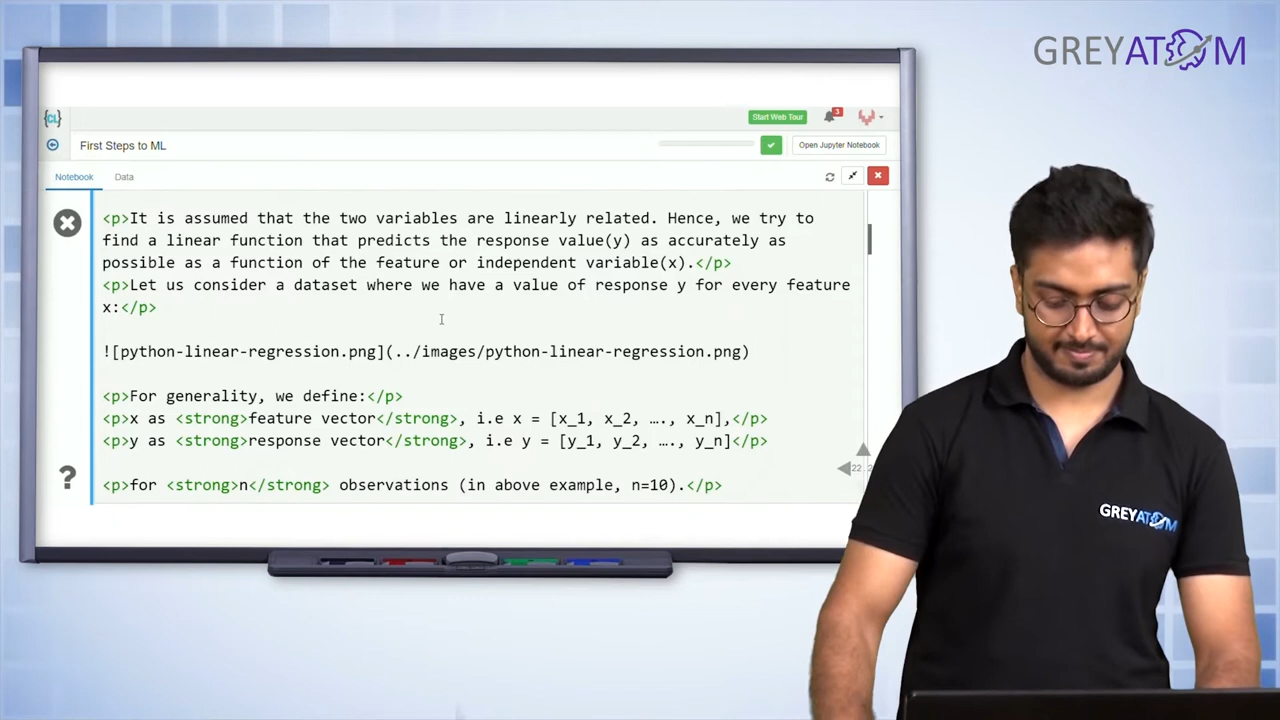 GREYATOM
{CL}
Start Web Tour
3
First Steps to ML
Open Jupyter Notebook
Notebook
Data
<p>It is assumed that the two variables are linearly related. Hence, we try to
find a linear function that predicts the response value(y) as accurately as
possible as a function of the feature or independent variable(x).</p>
<p>Let us consider a dataset where we have a value of response y for every feature
x:</p>
![python-linear-regression.png](../images/python-linear-regression.png)
<p>For generality, we define:</p>
<p>x as <strong>feature vector</strong>, i.e x = [x_1, x_2, …., x_n],</p>
<p>y as <strong>response vector</strong>, i.e y = [y_1, y_2, …., y_n]</p>
?
22
<p>for <strong>n</strong> observations (in above example, n=10).</p>
GREYATOM